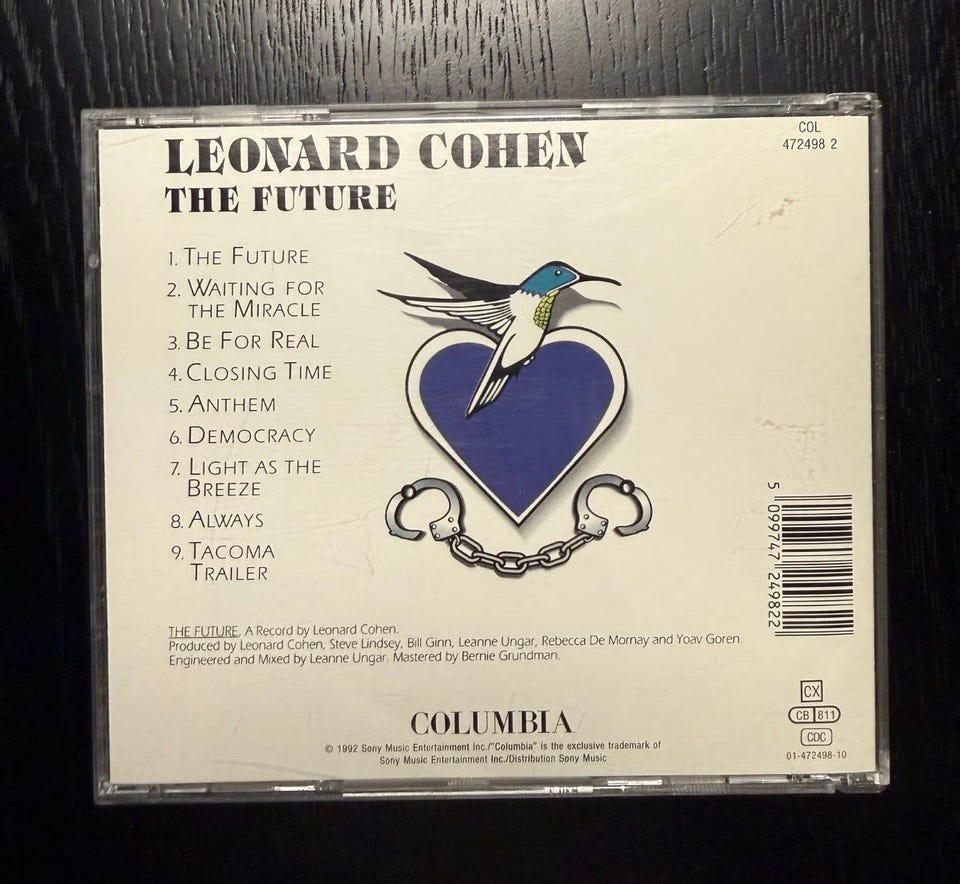 LEONARD COHEN
THE FUTURE
COL
472498 2
1. THE FUTURE
2. WAITING FOR
THE MIRACLE
3. BE FOR REAL
4. CLOSING TIME
5. ANTHEM
6. DEMOCRACY
7. LIGHT AS THE
BREEZE
8. ALWAYS
9. TACOMA
TRAILER
5 099747 249822
THE FUTURE, A Record by Leonard Cohen.
Produced by Leonard Cohen, Steve Lindsey, Bill Ginn, Leanne Ungar, Rebecca De Mornay and Yoav Goren.
Engineered and Mixed by Leanne Ungar. Mastered by Bernie Grundman.
COLUMBIA
© 1992 Sony Music Entertainment Inc./"Columbia" is the exclusive trademark of
Sony Music Entertainment Inc./Distribution Sony Music
CX
CB 811
CDC
01-472498-10